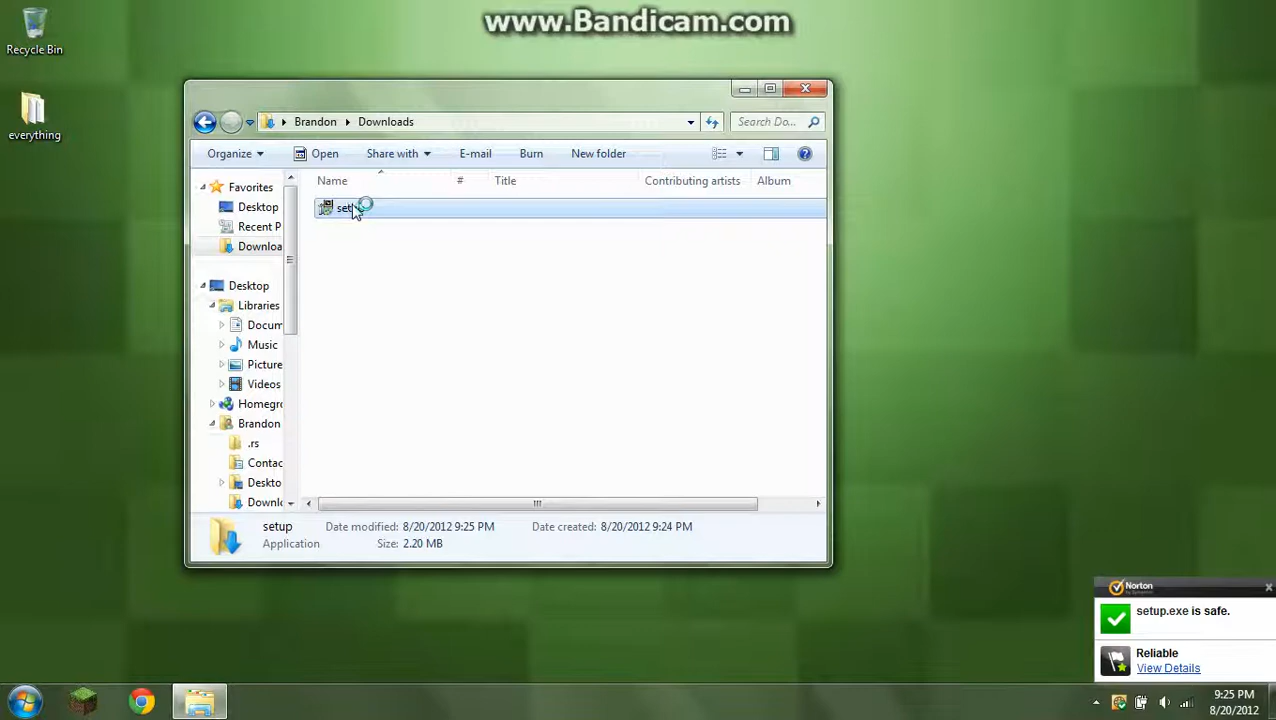 www.Bandicam.com
Recycle Bin
everything
Brandon
Downloads
Search Do...
Organize
Open
Share with
E-mail
Burn
New folder
Name
#
Title
Contributing artists
Album
Favorites
Desktop
Recent P
Downloa
Desktop
Libraries
Docum
Music
Picture
Videos
Homegro
Brandon
.rs
Contac
Deskto
Downlo
setup
Date modified: 8/20/2012 9:25 PM
Date created: 8/20/2012 9:24 PM
Application
Size: 2.20 MB
Norton
setup.exe is safe.
Reliable
View Details
9:25 PM
8/20/2012